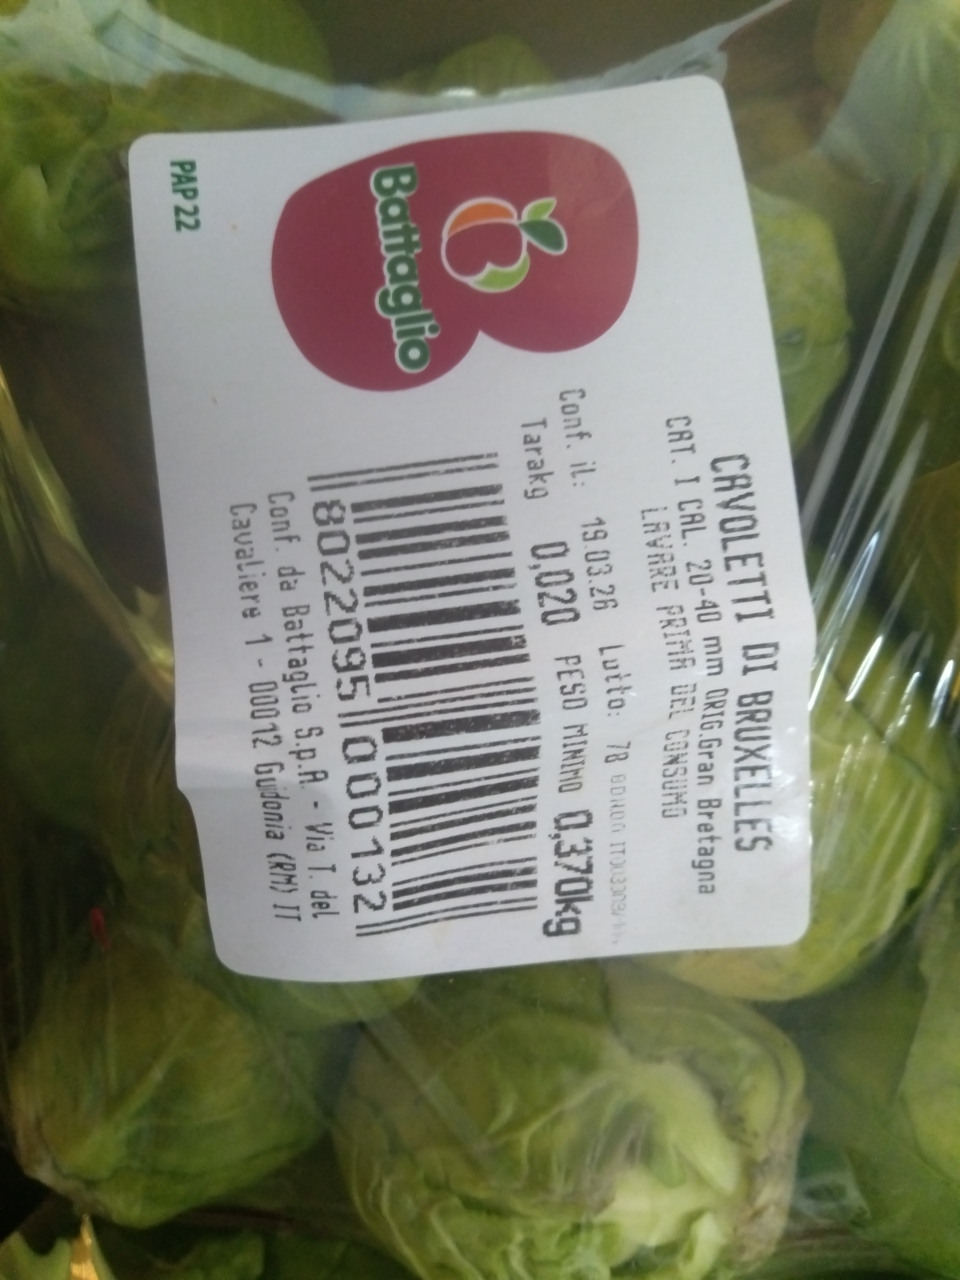 CAVOLETTI DI BRUXELLES
CAT. I CAL. 20-40 mm ORIG.Gran Bretagna
LAVARE PRIMA DEL CONSUMO
Conf. il: 19.03.26 Lotto: 78
Tarakg 0,020 PESO MINIMO 0,370kg
8022095 000132
Conf. da Battaglio S.p.A. - Via T. del
Cavaliere 1 - 00012 Guidonia (RM) IT
Battaglio
PAP 22